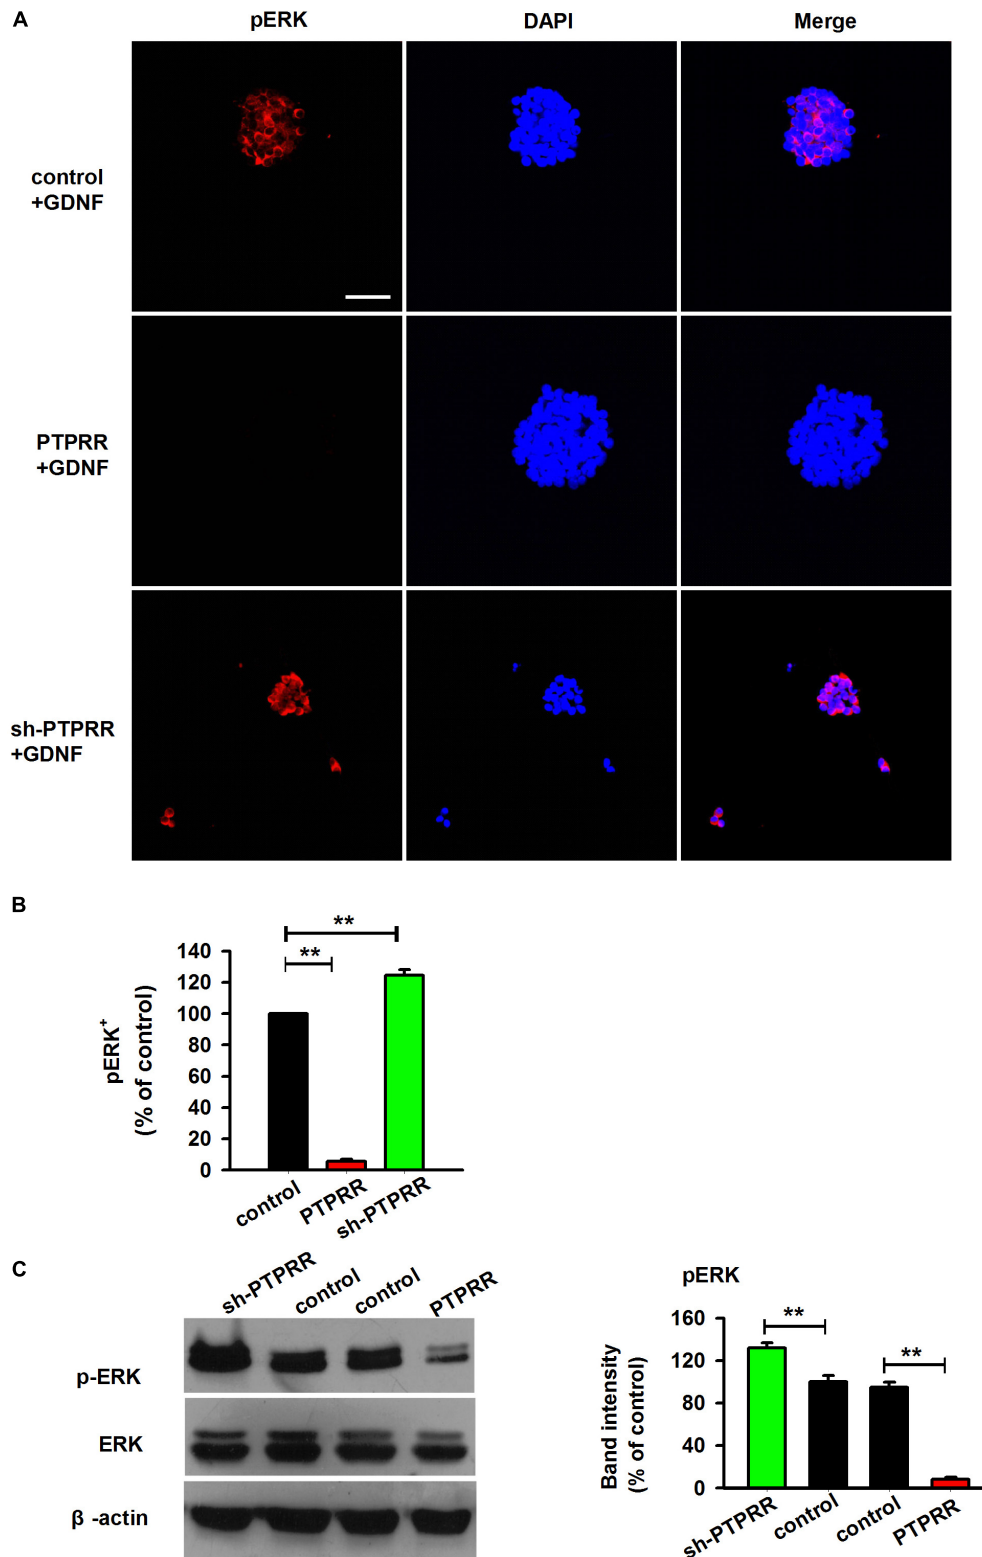 A
pERK
DAPI
Merge
control
+GDNF
PTPRR
+GDNF
sh-PTPRR
+GDNF
B
pERK+
(% of control)
140
120
100
80
60
40
20
0
**
**
control
PTPRR
sh-PTPRR
C
sh-PTPRR
control
control
PTPRR
p-ERK
ERK
β -actin
pERK
Band intensity
(% of control)
160
120
80
40
0
**
**
sh-PTPRR
control
control
PTPRR